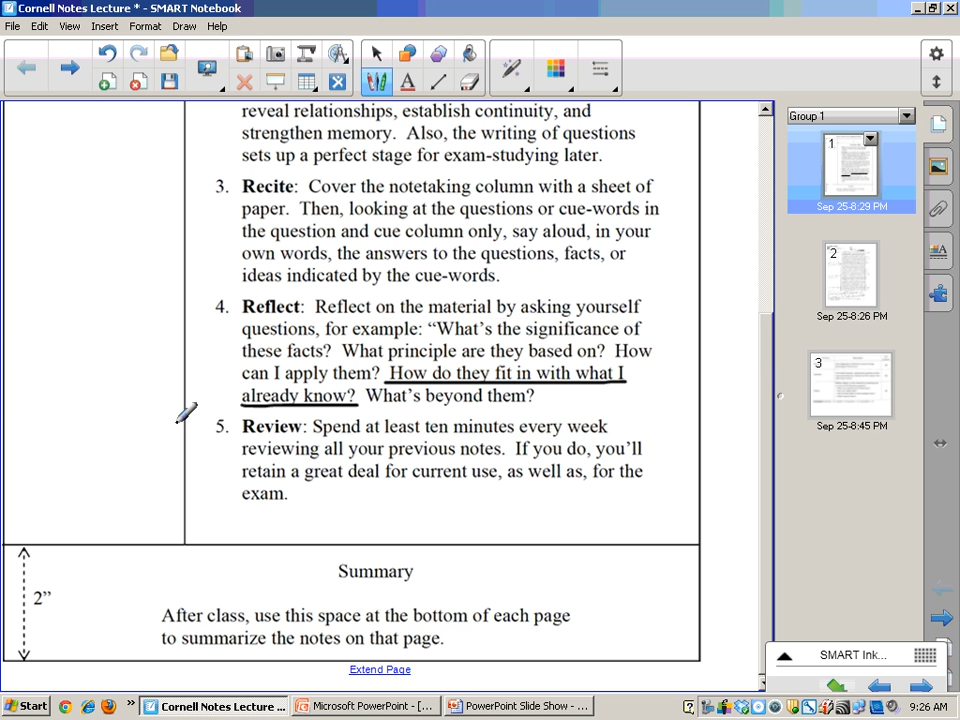 Cornell Notes Lecture * - SMART Notebook
File Edit View Insert Format Draw Help
reveal relationships, establish continuity, and
strengthen memory. Also, the writing of questions
sets up a perfect stage for exam-studying later.
3. Recite: Cover the notetaking column with a sheet of
paper. Then, looking at the questions or cue-words in
the question and cue column only, say aloud, in your
own words, the answers to the questions, facts, or
ideas indicated by the cue-words.
4. Reflect: Reflect on the material by asking yourself
questions, for example: “What’s the significance of
these facts? What principle are they based on? How
can I apply them? How do they fit in with what I
already know? What’s beyond them?
5. Review: Spend at least ten minutes every week
reviewing all your previous notes. If you do, you’ll
retain a great deal for current use, as well as, for the
exam.
2”
Summary
After class, use this space at the bottom of each page
to summarize the notes on that page.
Extend Page
Group 1
1
Sep 25-8:29 PM
2
Sep 25-8:26 PM
3
Sep 25-8:45 PM
SMART Ink...
Start
Cornell Notes Lecture ...
Microsoft PowerPoint - [...
PowerPoint Slide Show - ...
9:26 AM